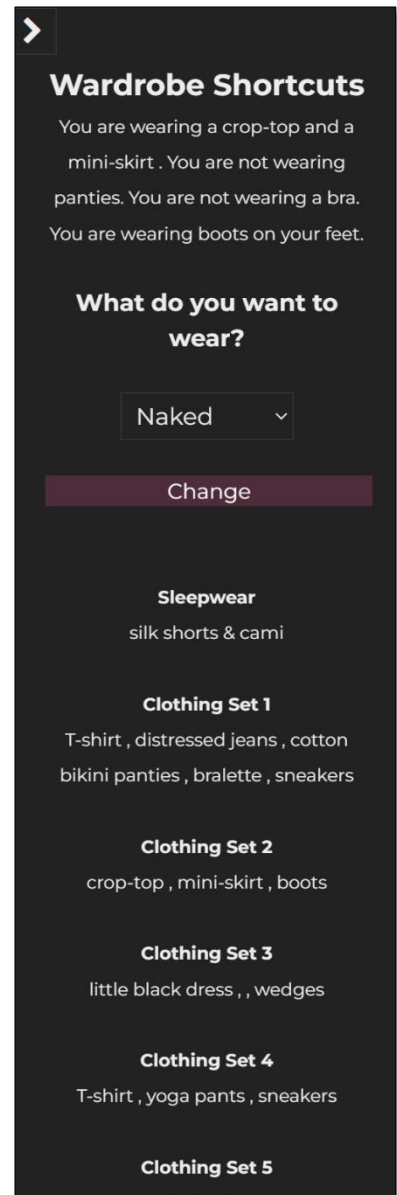 Wardrobe Shortcuts
You are wearing a crop-top and a
mini-skirt . You are not wearing
panties. You are not wearing a bra.
You are wearing boots on your feet.
What do you want to
wear?
Naked
Change
Sleepwear
silk shorts & cami
Clothing Set 1
T-shirt , distressed jeans , cotton
bikini panties , bralette , sneakers
Clothing Set 2
crop-top , mini-skirt , boots
Clothing Set 3
little black dress , , wedges
Clothing Set 4
T-shirt , yoga pants , sneakers
Clothing Set 5